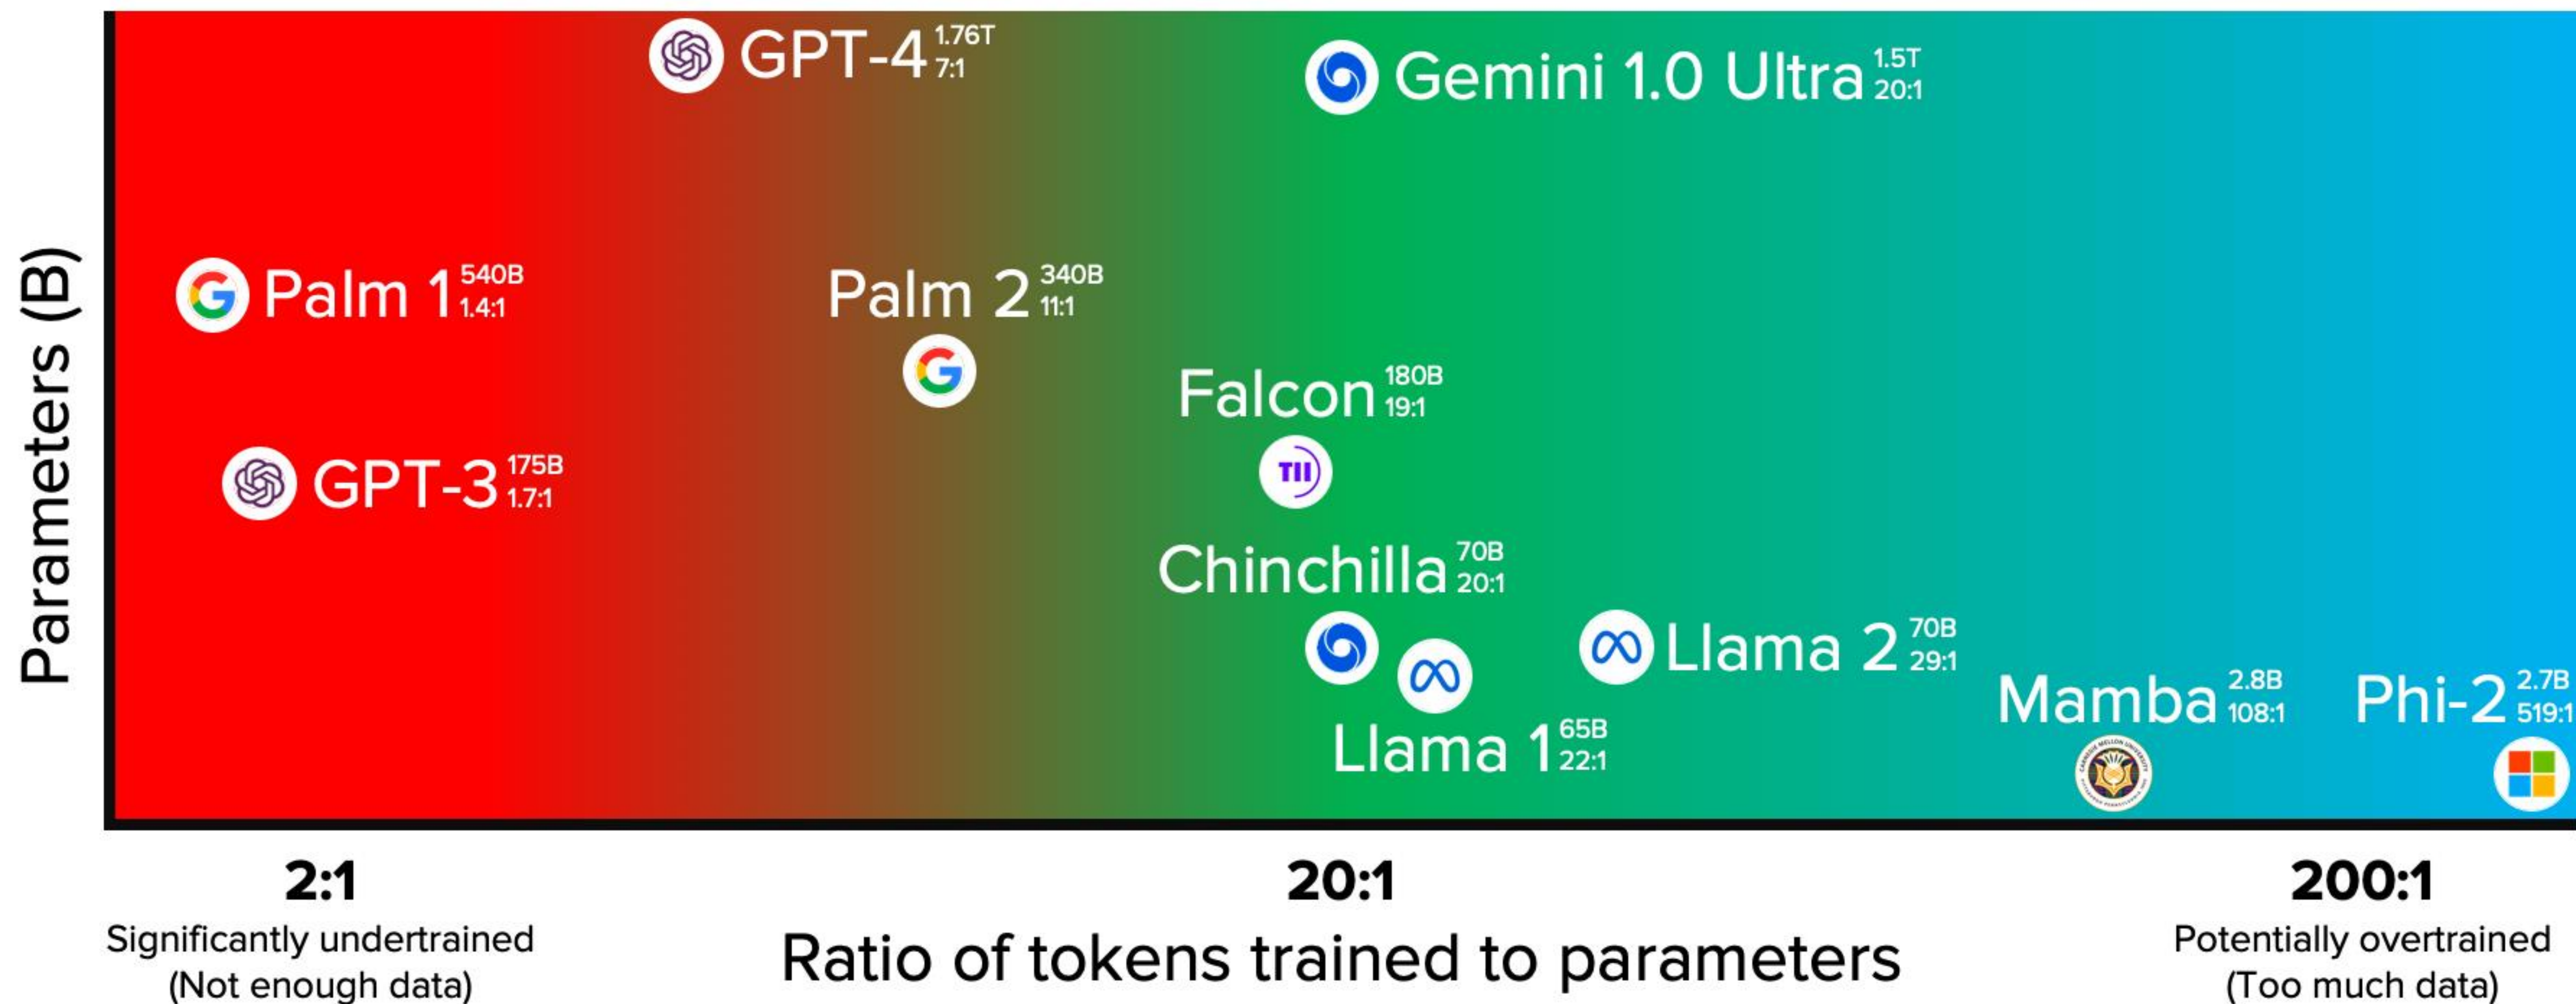 GPT-4 1.76T
7:1
Gemini 1.0 Ultra 1.5T
20:1
Parameters (B)
Palm 1 540B
1.4:1
Palm 2 340B
11:1
Falcon 180B
19:1
TII
GPT-3 175B
1.7:1
Chinchilla 70B
20:1
Llama 2 70B
29:1
Llama 1 65B
22:1
Mamba 2.8B
108:1
Phi-2 2.7B
519:1
2:1
Significantly undertrained
(Not enough data)
20:1
Ratio of tokens trained to parameters
200:1
Potentially overtrained
(Too much data)